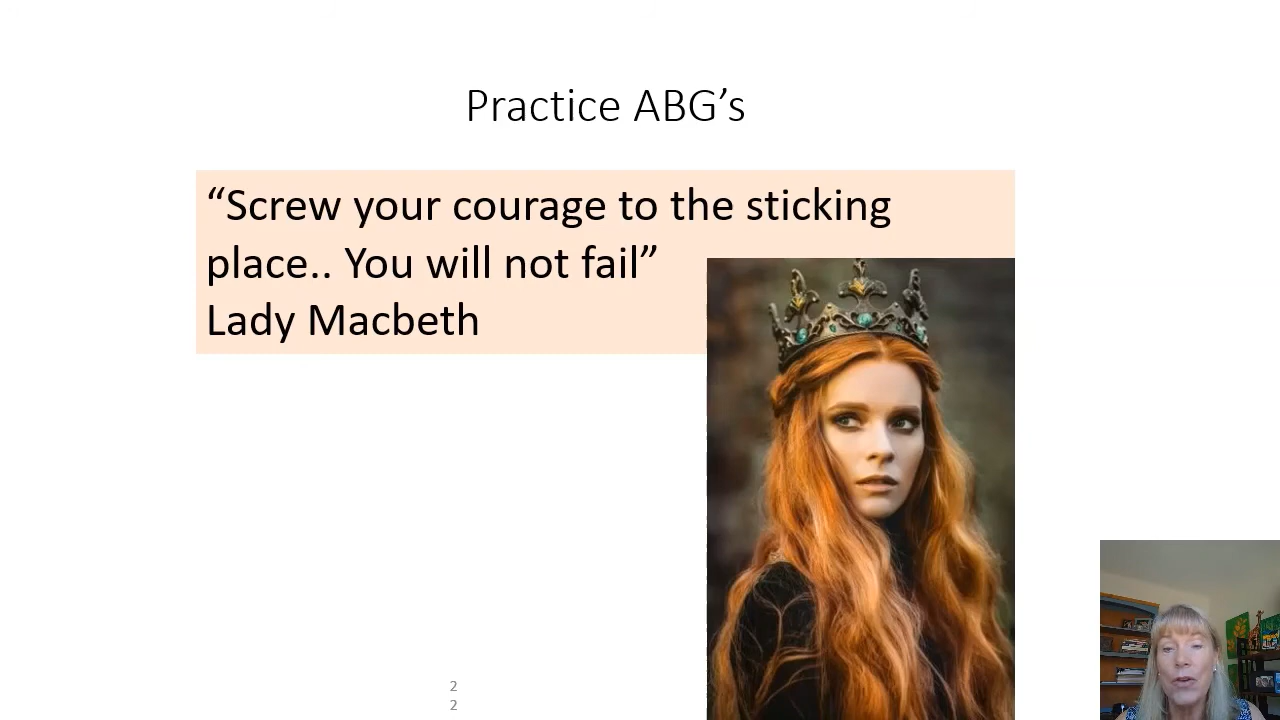 Practice ABG’s
“Screw your courage to the sticking
place.. You will not fail”
Lady Macbeth
2
2